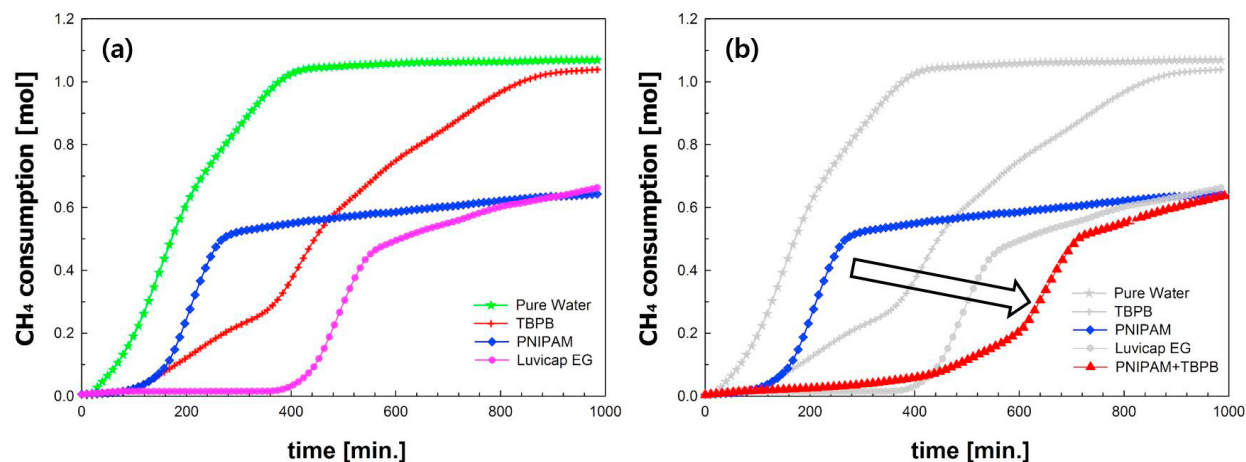 (a)
CH₄ consumption [mol]
1.2
1.0
0.8
0.6
0.4
0.2
0.0
0
200
400
600
800
1000
time [min.]
Pure Water
TBPB
PNIPAM
Luvicap EG
(b)
CH₄ consumption [mol]
1.2
1.0
0.8
0.6
0.4
0.2
0.0
0
200
400
600
800
1000
time [min.]
Pure Water
TBPB
PNIPAM
Luvicap EG
PNIPAM+TBPB